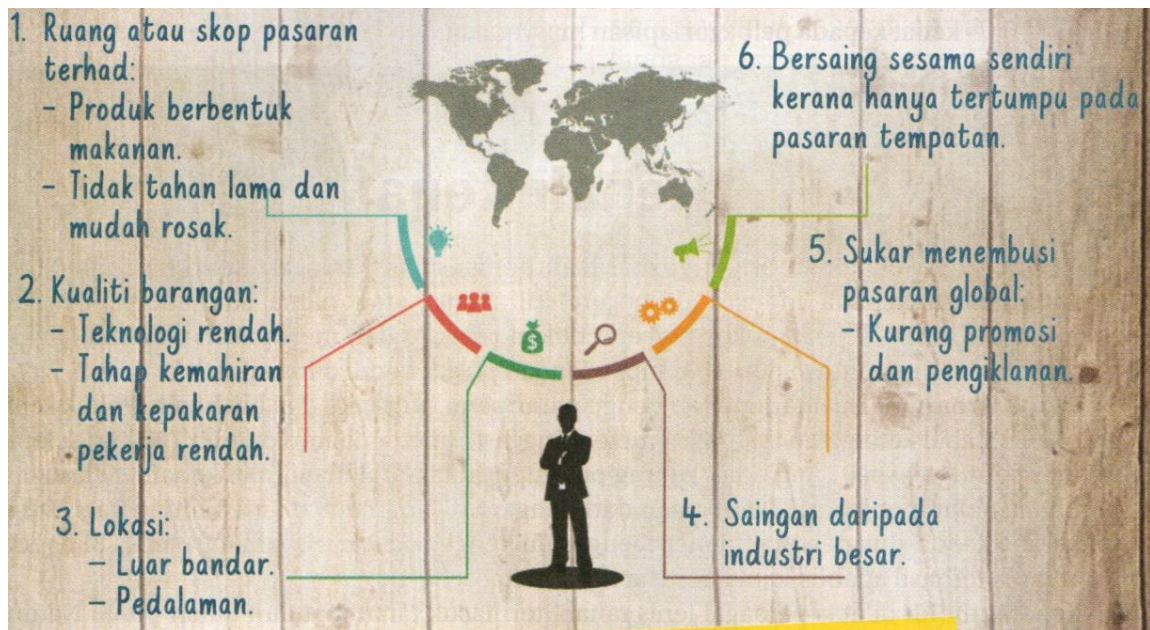 1. Ruang atau skop pasaran
terhad:
- Produk berbentuk
makanan.
- Tidak tahan lama dan
mudah rosak.
2. Kualiti barangan:
- Teknologi rendah.
- Tahap kemahiran
dan kepakaran
pekerja rendah.
3. Lokasi:
- Luar bandar.
- Pedalaman.
4. Saingan daripada
industri besar.
5. Sukar menembusi
pasaran global:
- Kurang promosi
dan pengiklanan.
6. Bersaing sesama sendiri
kerana hanya tertumpu pada
pasaran tempatan.
$